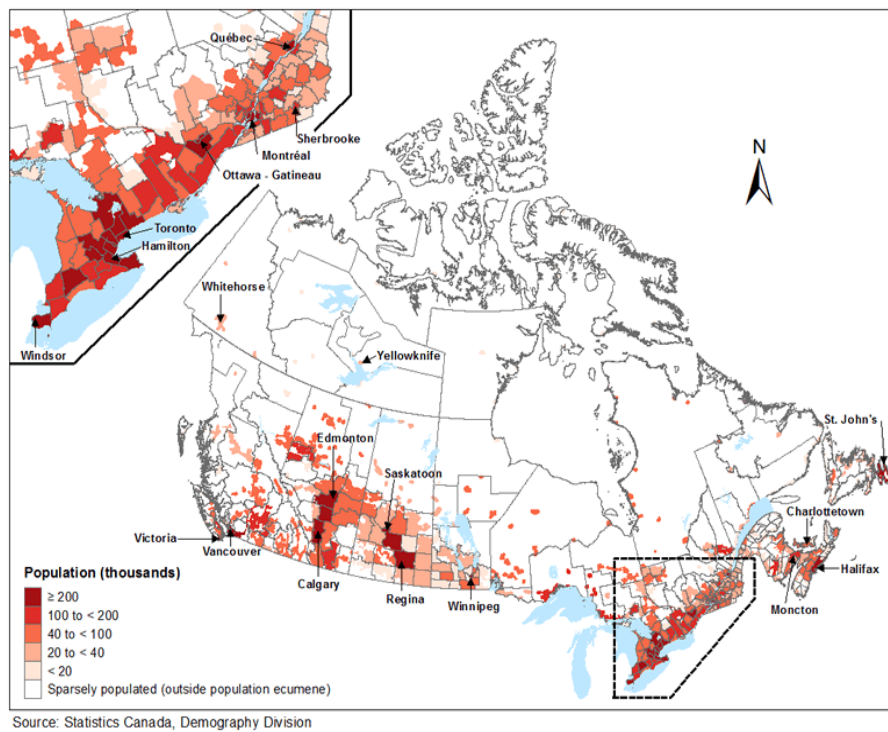 Québec
Sherbrooke
Montréal
Ottawa - Gatineau
Toronto
Hamilton
Windsor
N
Whitehorse
Yellowknife
St. John's
Edmonton
Saskatoon
Charlottetown
Victoria
Vancouver
Calgary
Regina
Winnipeg
Moncton
Halifax
Population (thousands)
≥ 200
100 to < 200
40 to < 100
20 to < 40
< 20
Sparsely populated (outside population ecumene)
Source: Statistics Canada, Demography Division